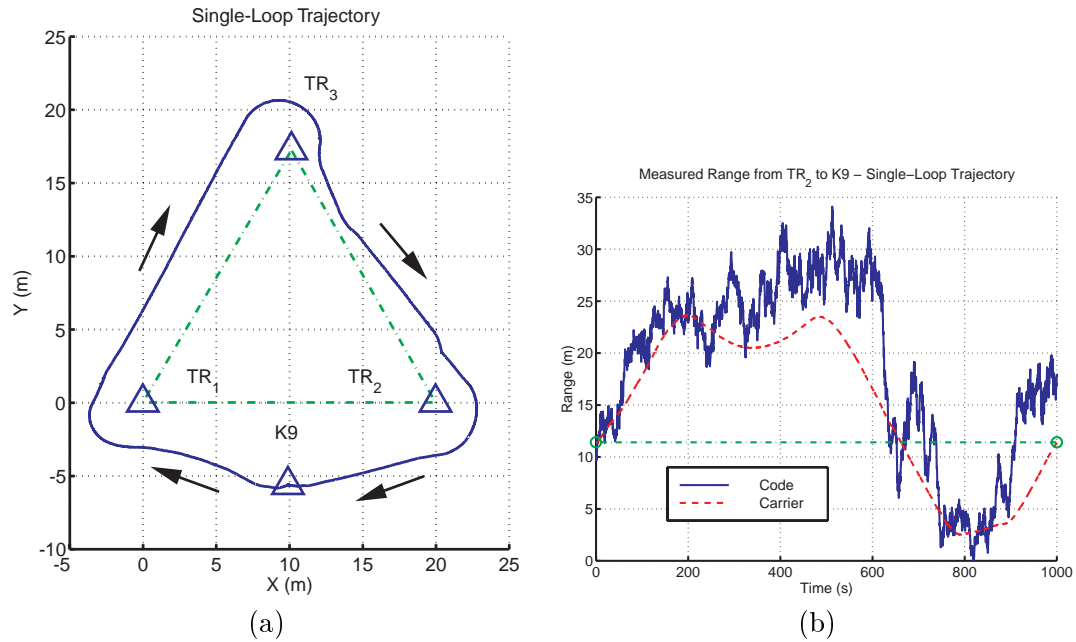 Single-Loop Trajectory
25
20
15
10
5
0
-5
-10
Y (m)
TR3
TR1
TR2
K9
-5 0 5 10 15 20 25
X (m)
(a)
Measured Range from TR2 to K9 − Single−Loop Trajectory
35
30
25
20
15
10
5
0
Range (m)
Code
Carrier
0 200 400 600 800 1000
Time (s)
(b)